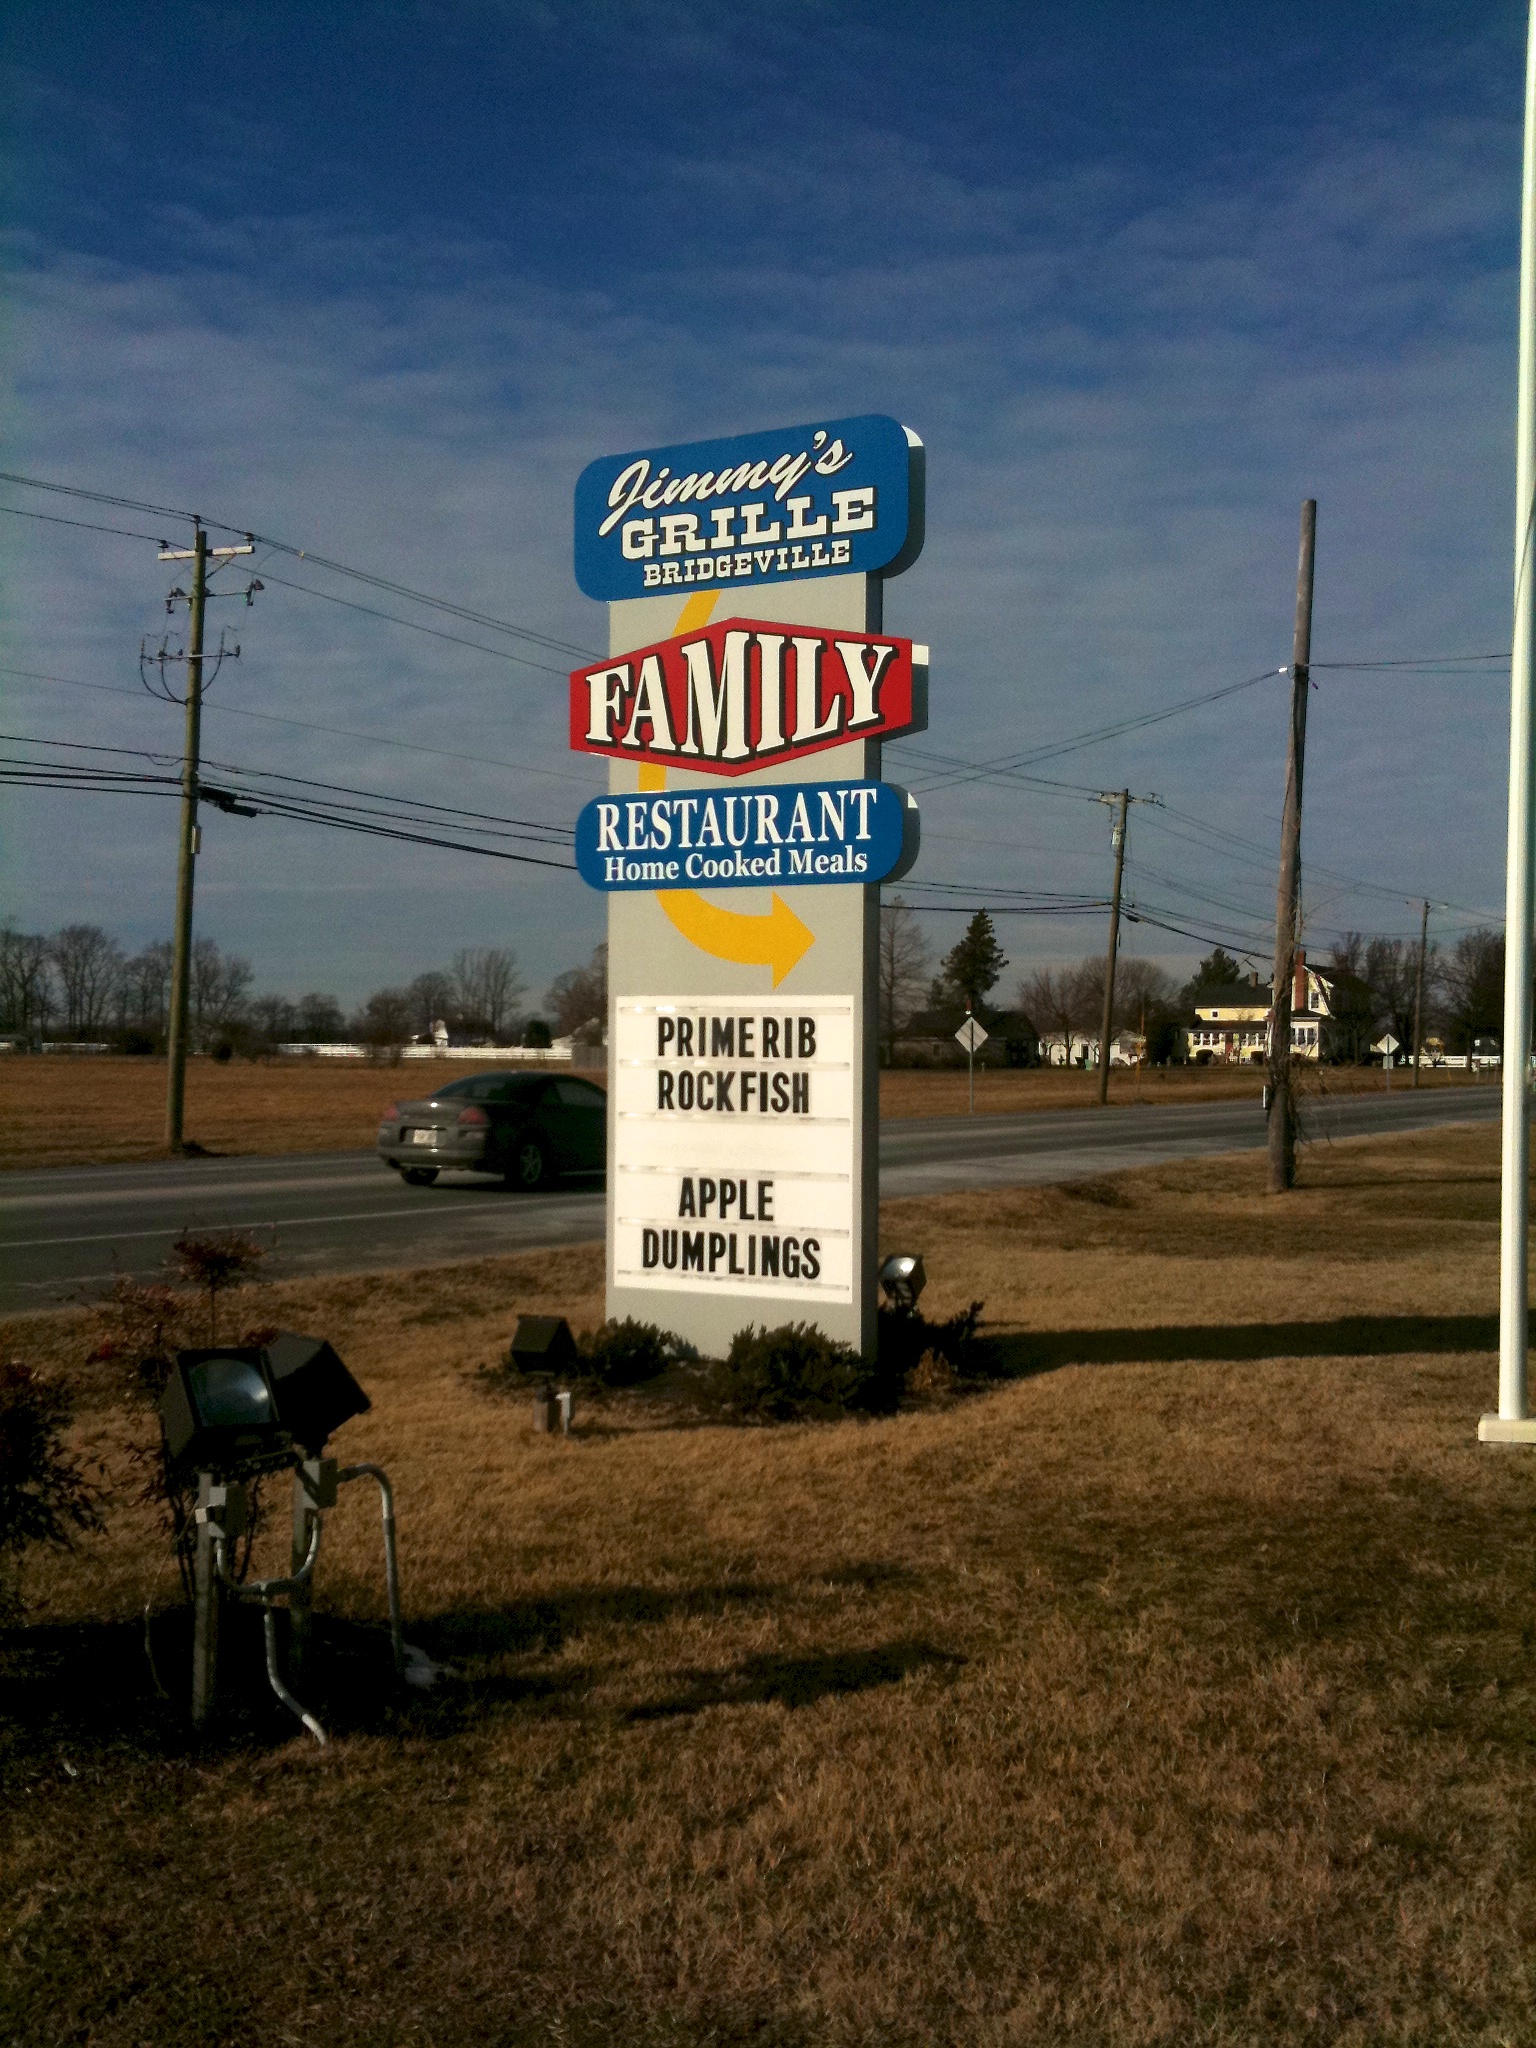 Jimmy's
GRILLE
BRIDGEVILLE
FAMILY
RESTAURANT
Home Cooked Meals
PRIME RIB
ROCKFISH
APPLE
DUMPLINGS